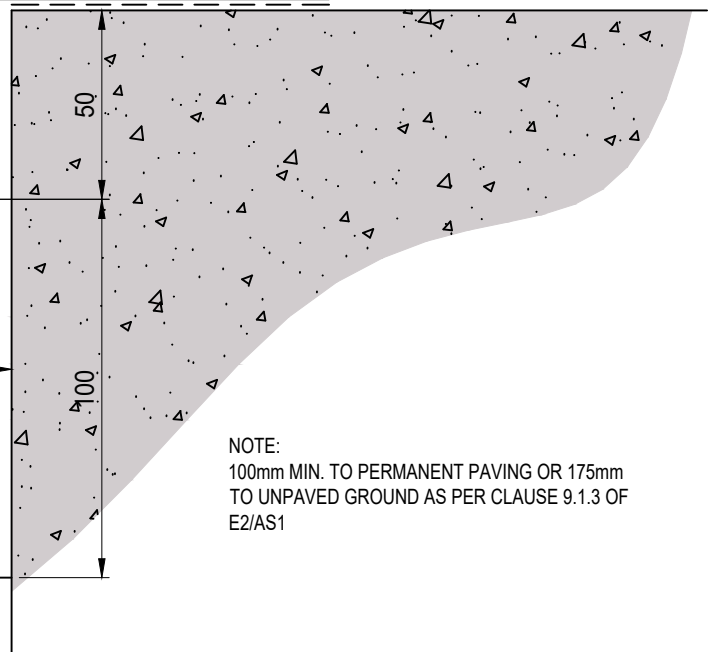 50
100
NOTE:
100mm MIN. TO PERMANENT PAVING OR 175mm
TO UNPAVED GROUND AS PER CLAUSE 9.1.3 OF
E2/AS1